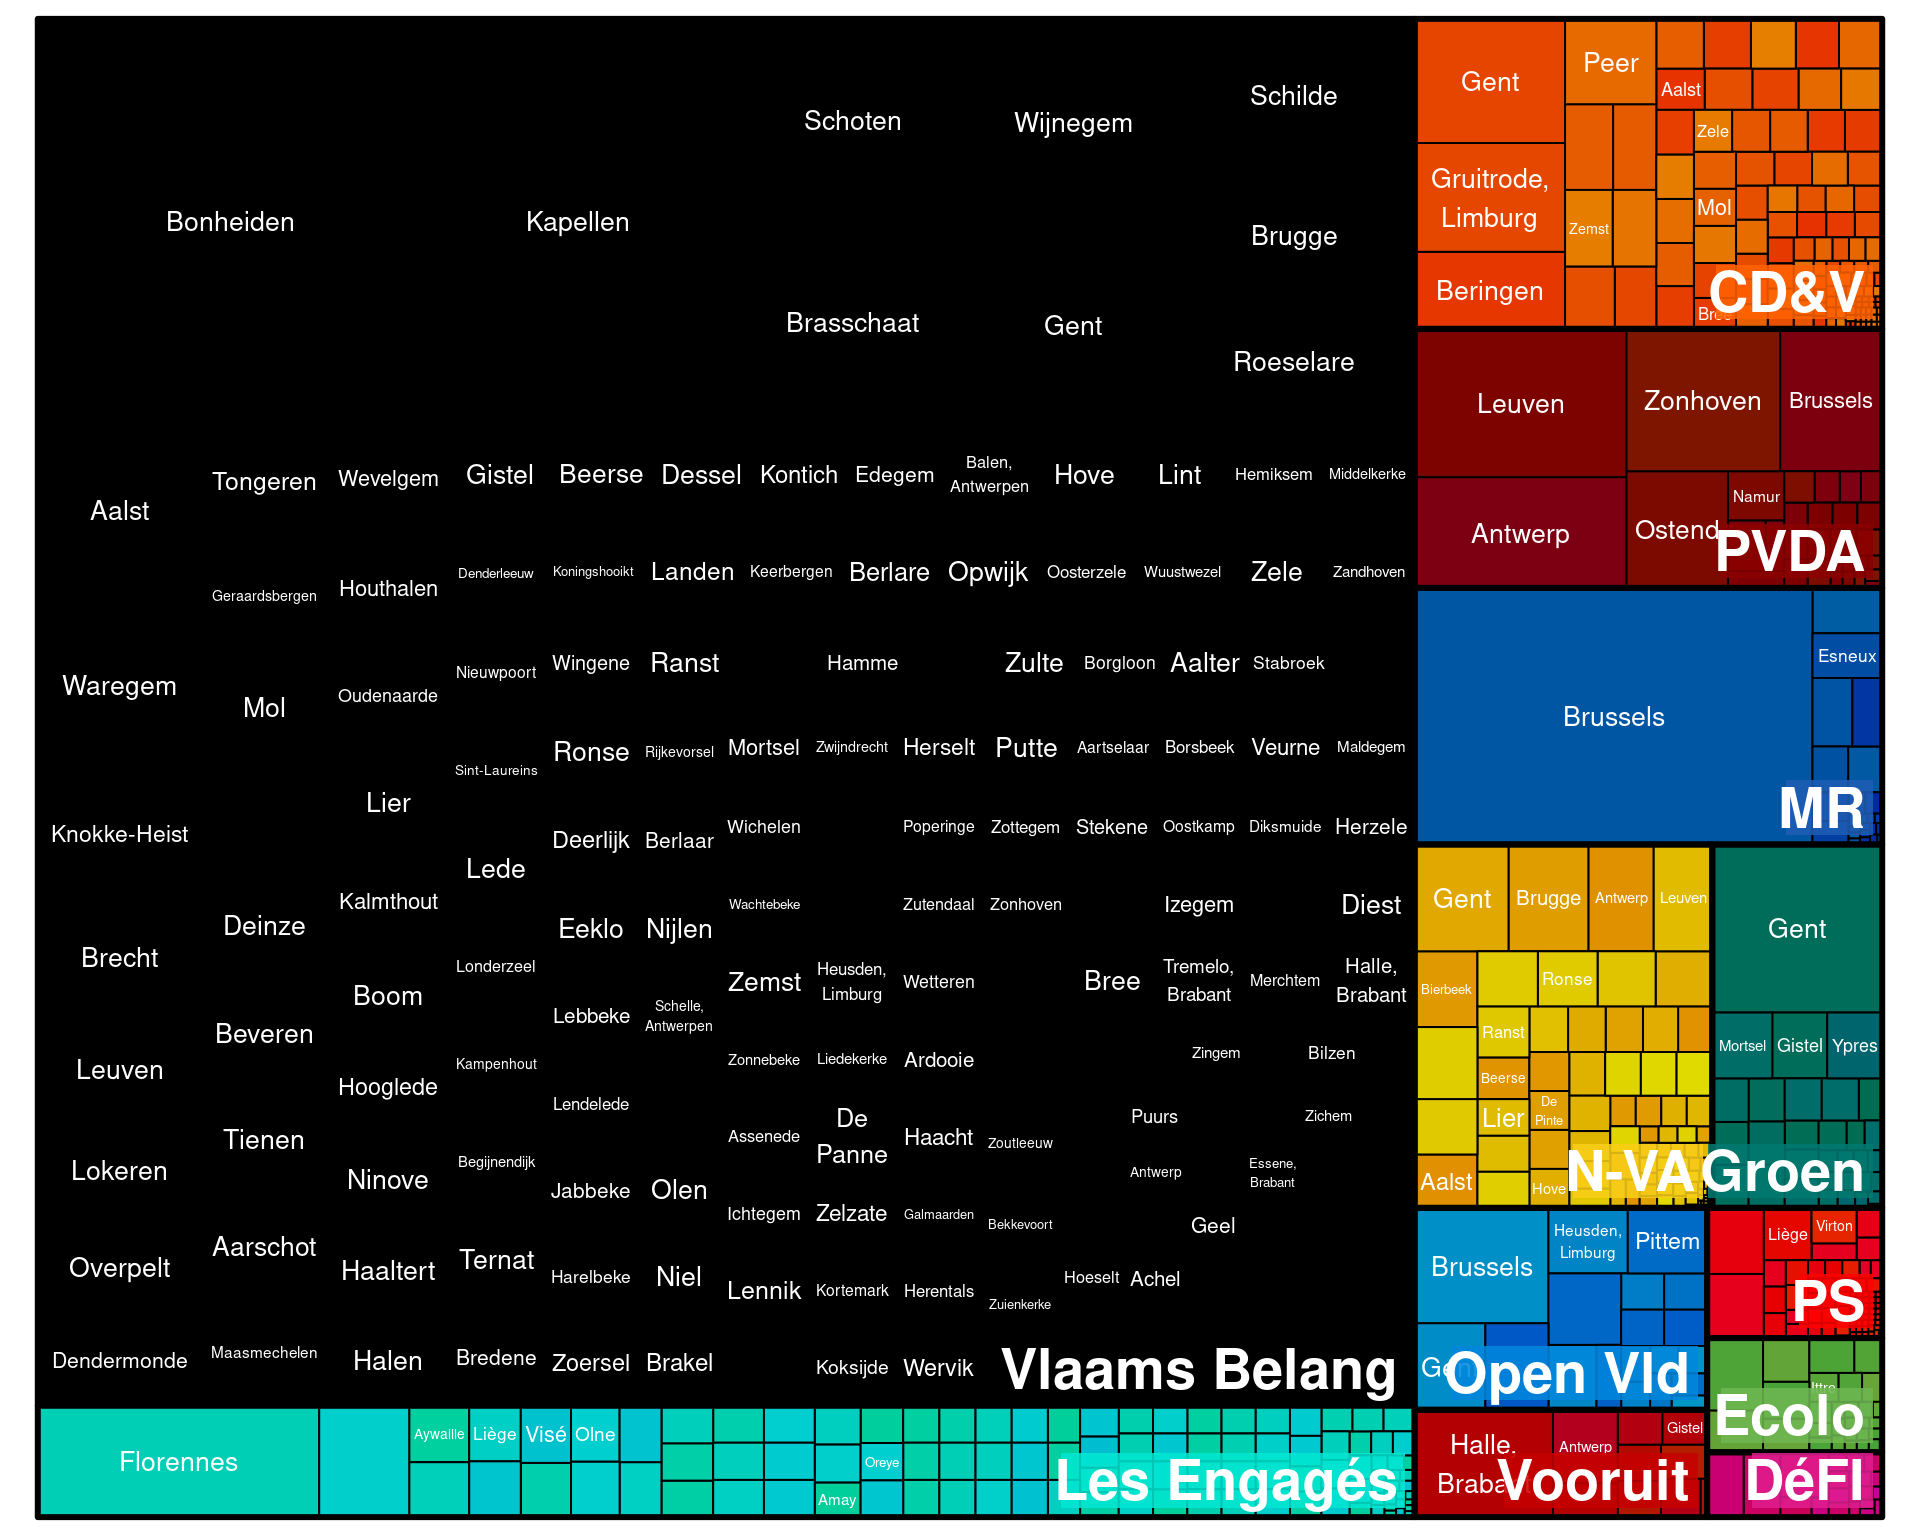 Bonheiden
Kapellen
Schoten
Wijnegem
Schilde
Brugge
Brasschaat
Gent
Roeselare
Aalst
Waregem
Knokke-Heist
Brecht
Leuven
Lokeren
Overpelt
Dendermonde
Tongeren
Geraardsbergen
Mol
Deinze
Beveren
Tienen
Aarschot
Maasmechelen
Wevelgem
Houthalen
Oudenaarde
Lier
Kalmthout
Boom
Hooglede
Ninove
Haaltert
Halen
Gistel
Denderleeuw
Nieuwpoort
Sint-Laureins
Lede
Londerzeel
Kampenhout
Begijnendijk
Ternat
Bredene
Beerse
Dessel
Kontich
Edegem
Balen,
Antwerpen
Hove
Lint
Hemiksem
Middelkerke
Koningshooikt
Landen
Keerbergen
Berlare
Opwijk
Oosterzele
Wuustwezel
Zele
Zandhoven
Wingene
Ranst
Hamme
Zulte
Borgloon
Aalter
Stabroek
Ronse
Rijkevorsel
Mortsel
Zwijndrecht
Herselt
Putte
Aartselaar
Borsbeek
Veurne
Maldegem
Deerlijk
Berlaar
Wichelen
Poperinge
Zottegem
Stekene
Oostkamp
Diksmuide
Herzele
Eeklo
Nijlen
Wachtebeke
Zutendaal
Zonhoven
Izegem
Diest
Lebbeke
Schelle,
Antwerpen
Zemst
Heusden,
Limburg
Wetteren
Bree
Tremelo,
Brabant
Merchtem
Halle,
Brabant
Lendelede
Zonnebeke
Liedekerke
Ardooie
Zingem
Bilzen
Jabbeke
Olen
Assenede
De
Panne
Haacht
Zoutleeuw
Puurs
Zichem
Antwerp
Essene,
Brabant
Ichtegem
Zelzate
Galmaarden
Bekkevoort
Geel
Harelbeke
Niel
Lennik
Kortemark
Herentals
Zuienkerke
Hoeselt
Achel
Zoersel
Brakel
Koksijde
Wervik
Vlaams Belang
Florennes
Aywaille
Liège
Visé
Olne
Oreye
Amay
Les Engagés
Gent
Gruitrode,
Limburg
Beringen
Peer
Zemst
Aalst
Zele
Mol
CD&V
Leuven
Antwerp
Zonhoven
Brussels
Ostend
Namur
PVDA
Brussels
Esneux
MR
Gent
Brugge
Antwerp
Leuven
Bierbeek
Ronse
Ranst
Beerse
Lier
De
Pinte
Aalst
Hove
N-VA
Gent
Mortsel
Gistel
Ypres
Groen
Brussels
Heusden,
Limburg
Pittem
Open Vld
Liège
Virton
PS
Ecolo
Halle,
Antwerp
Gistel
Vooruit
DéFI